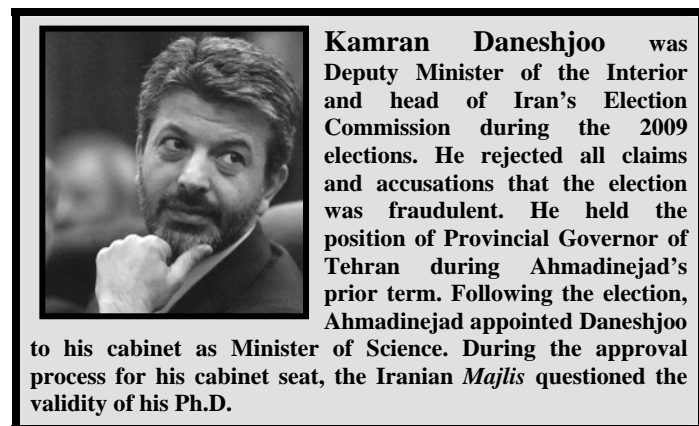 Kamran Daneshjoo was
Deputy Minister of the Interior
and head of Iran's Election
Commission during the 2009
elections. He rejected all claims
and accusations that the election
was fraudulent. He held the
position of Provincial Governor of
Tehran during Ahmadinejad's
prior term. Following the election,
Ahmadinejad appointed Daneshjoo
to his cabinet as Minister of Science. During the approval
process for his cabinet seat, the Iranian Majlis questioned the
validity of his Ph.D.